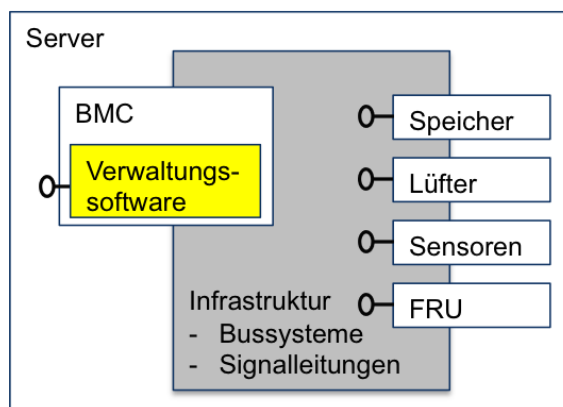 Server
BMC
Verwaltungs-
software
Speicher
Lüfter
Sensoren
FRU
Infrastruktur
- Bussysteme
- Signalleitungen